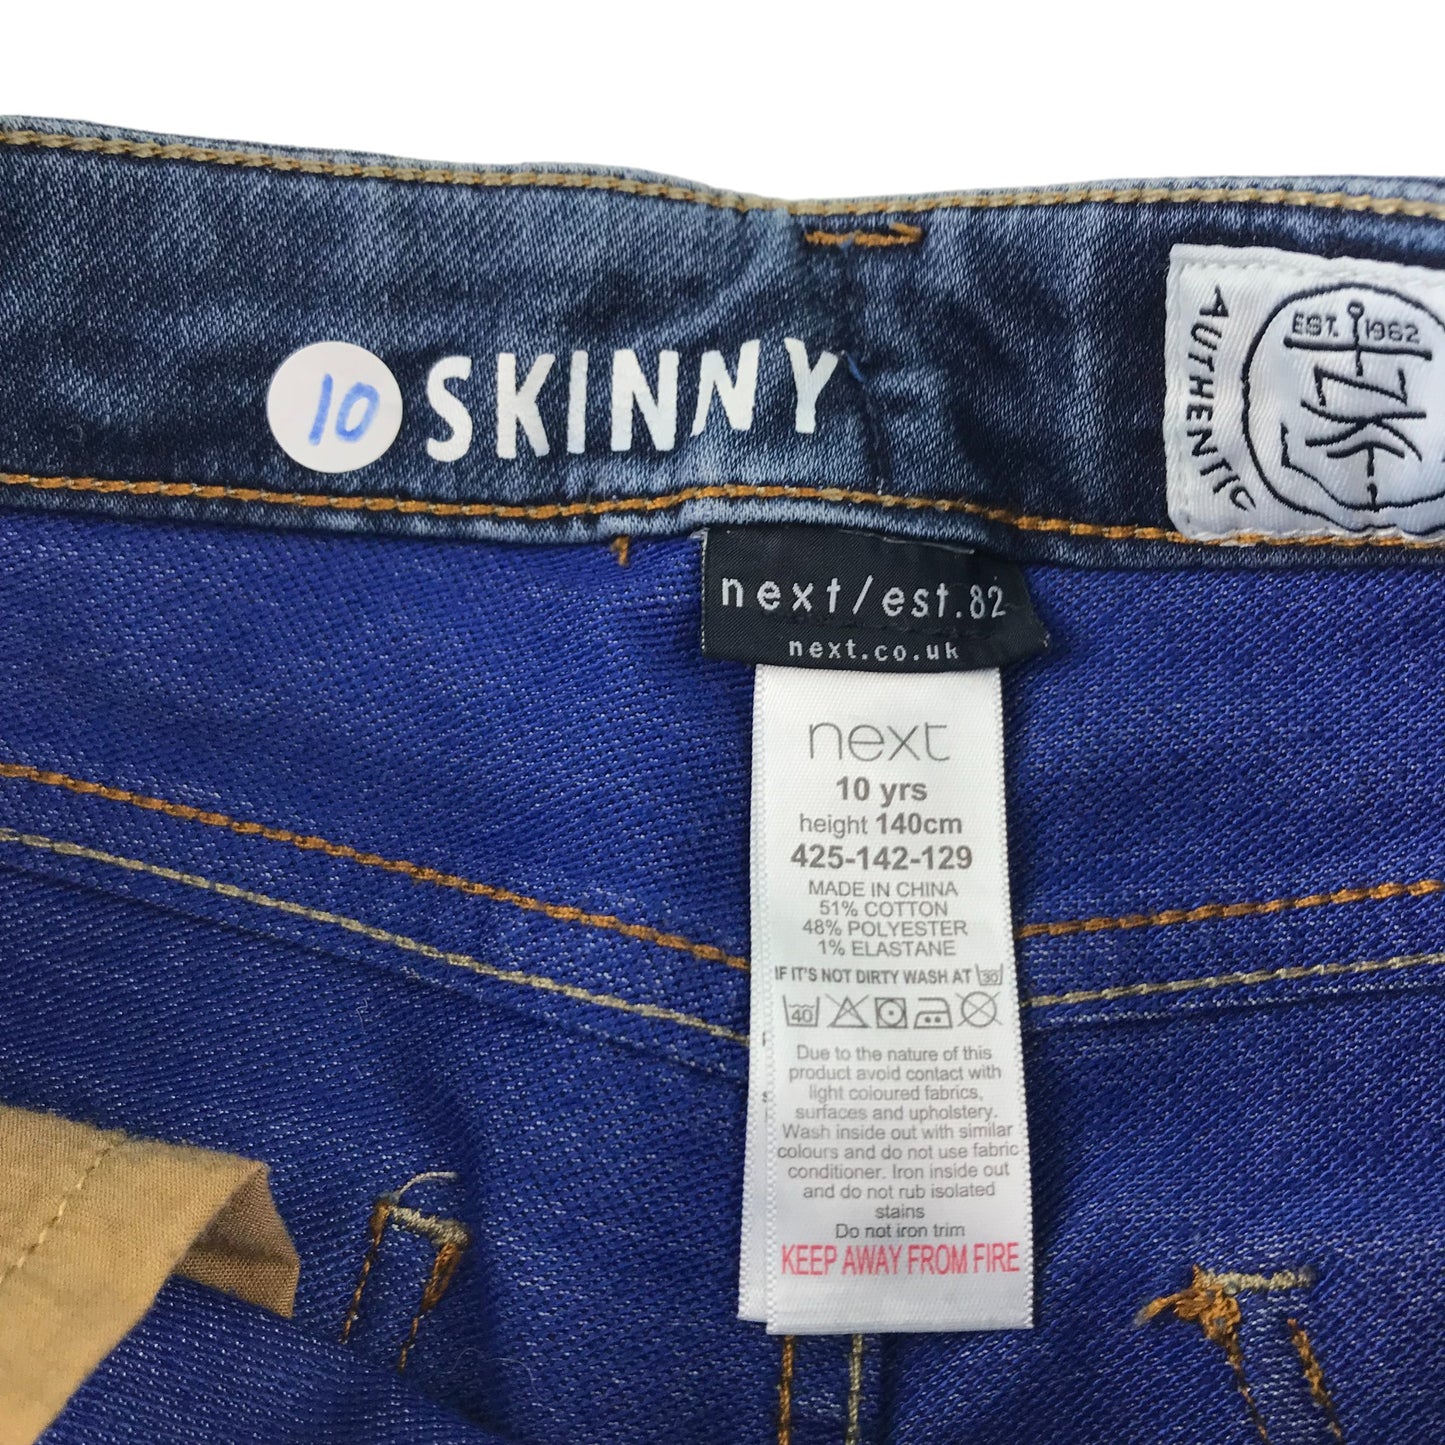 10
SKINNY
AUTHENTIC
EST. 1982
next/est.82
next.co.uk
next
10 yrs
height 140cm
425-142-129
MADE IN CHINA
51% COTTON
48% POLYESTER
1% ELASTANE
IF IT'S NOT DIRTY WASH AT 30
40
Due to the nature of this
product avoid contact with
light coloured fabrics,
surfaces and upholstery.
Wash inside out with similar
colours and do not use fabric
conditioner. Iron inside out
and do not rub isolated
stains
Do not iron trim
KEEP AWAY FROM FIRE